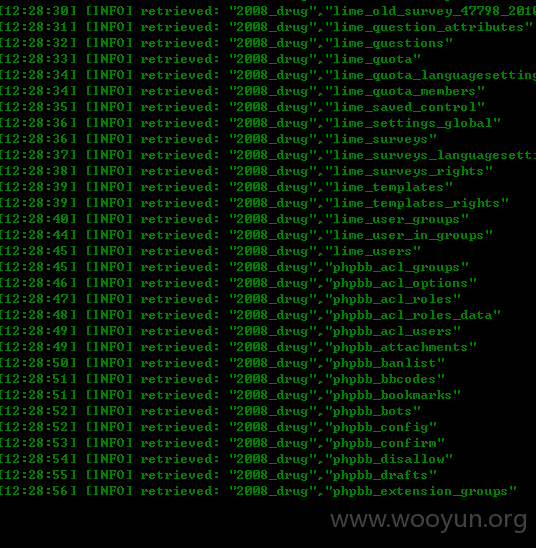 [12:28:30] [INFO] retrieved: "2008_drug","lime_old_survey_47798_2010
[12:28:31] [INFO] retrieved: "2008_drug","lime_question_attributes"
[12:28:32] [INFO] retrieved: "2008_drug","lime_questions"
[12:28:33] [INFO] retrieved: "2008_drug","lime_quota"
[12:28:34] [INFO] retrieved: "2008_drug","lime_quota_languagesetting
[12:28:34] [INFO] retrieved: "2008_drug","lime_quota_members"
[12:28:35] [INFO] retrieved: "2008_drug","lime_saved_control"
[12:28:36] [INFO] retrieved: "2008_drug","lime_settings_global"
[12:28:36] [INFO] retrieved: "2008_drug","lime_surveys"
[12:28:37] [INFO] retrieved: "2008_drug","lime_surveys_languagesetti
[12:28:38] [INFO] retrieved: "2008_drug","lime_surveys_rights"
[12:28:39] [INFO] retrieved: "2008_drug","lime_templates"
[12:28:39] [INFO] retrieved: "2008_drug","lime_templates_rights"
[12:28:40] [INFO] retrieved: "2008_drug","lime_user_groups"
[12:28:44] [INFO] retrieved: "2008_drug","lime_user_in_groups"
[12:28:45] [INFO] retrieved: "2008_drug","lime_users"
[12:28:45] [INFO] retrieved: "2008_drug","phpbb_acl_groups"
[12:28:46] [INFO] retrieved: "2008_drug","phpbb_acl_options"
[12:28:47] [INFO] retrieved: "2008_drug","phpbb_acl_roles"
[12:28:48] [INFO] retrieved: "2008_drug","phpbb_acl_roles_data"
[12:28:49] [INFO] retrieved: "2008_drug","phpbb_acl_users"
[12:28:49] [INFO] retrieved: "2008_drug","phpbb_attachments"
[12:28:50] [INFO] retrieved: "2008_drug","phpbb_banlist"
[12:28:51] [INFO] retrieved: "2008_drug","phpbb_bbcodes"
[12:28:51] [INFO] retrieved: "2008_drug","phpbb_bookmarks"
[12:28:52] [INFO] retrieved: "2008_drug","phpbb_bots"
[12:28:52] [INFO] retrieved: "2008_drug","phpbb_config"
[12:28:53] [INFO] retrieved: "2008_drug","phpbb_confirm"
[12:28:54] [INFO] retrieved: "2008_drug","phpbb_disallow"
[12:28:55] [INFO] retrieved: "2008_drug","phpbb_drafts"
[12:28:56] [INFO] retrieved: "2008_drug","phpbb_extension_groups"
www.wooyun.org